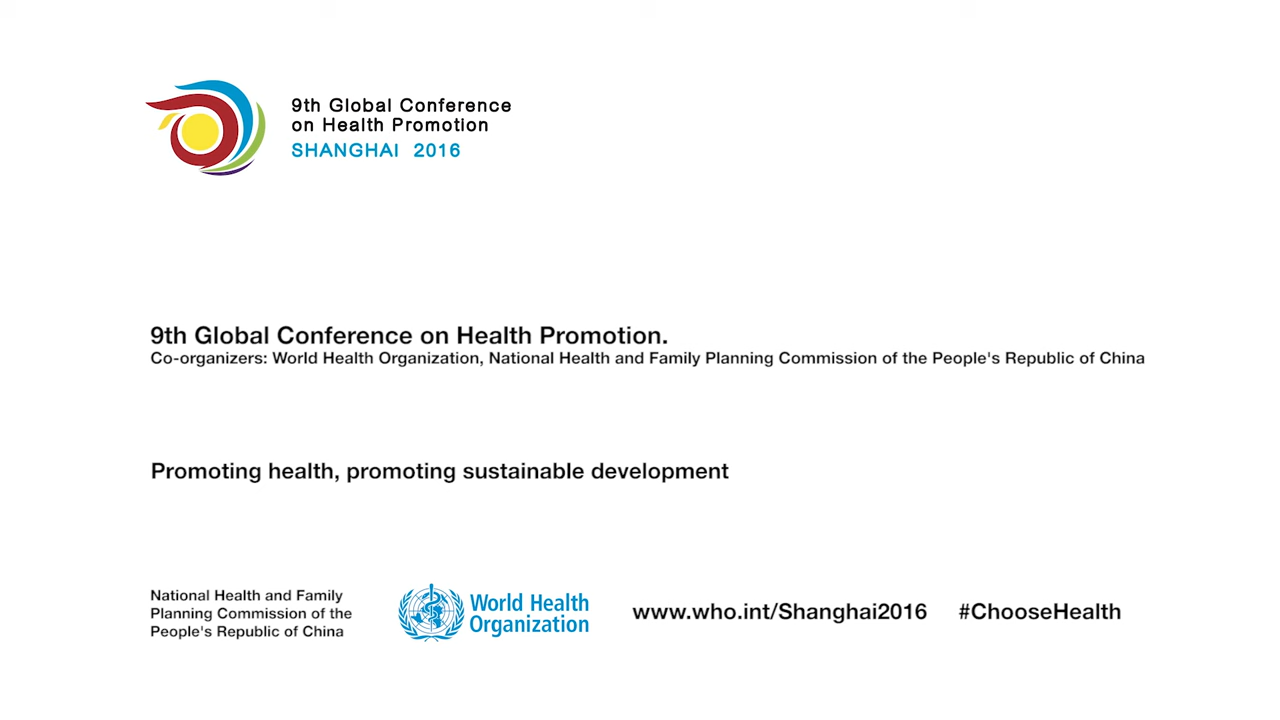 9th Global Conference
on Health Promotion
SHANGHAI 2016
9th Global Conference on Health Promotion.
Co-organizers: World Health Organization, National Health and Family Planning Commission of the People's Republic of China
Promoting health, promoting sustainable development
National Health and Family
Planning Commission of the
People's Republic of China
World Health
Organization
www.who.int/Shanghai2016 #ChooseHealth